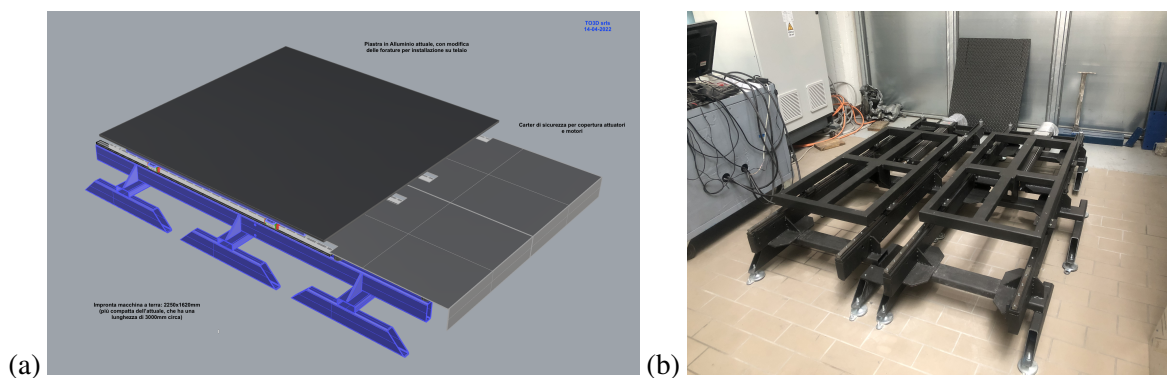 TO3D srls
14-04-2022
Piastra in Alluminio attuale, con modifica
delle forature per installazione su telaio
Carter di sicurezza per copertura attuatori
e motori
Impronta macchina a terra: 2250x1620mm
(più compatta dell'attuale, che ha una
lunghezza di 3000mm circa)
(a)
(b)